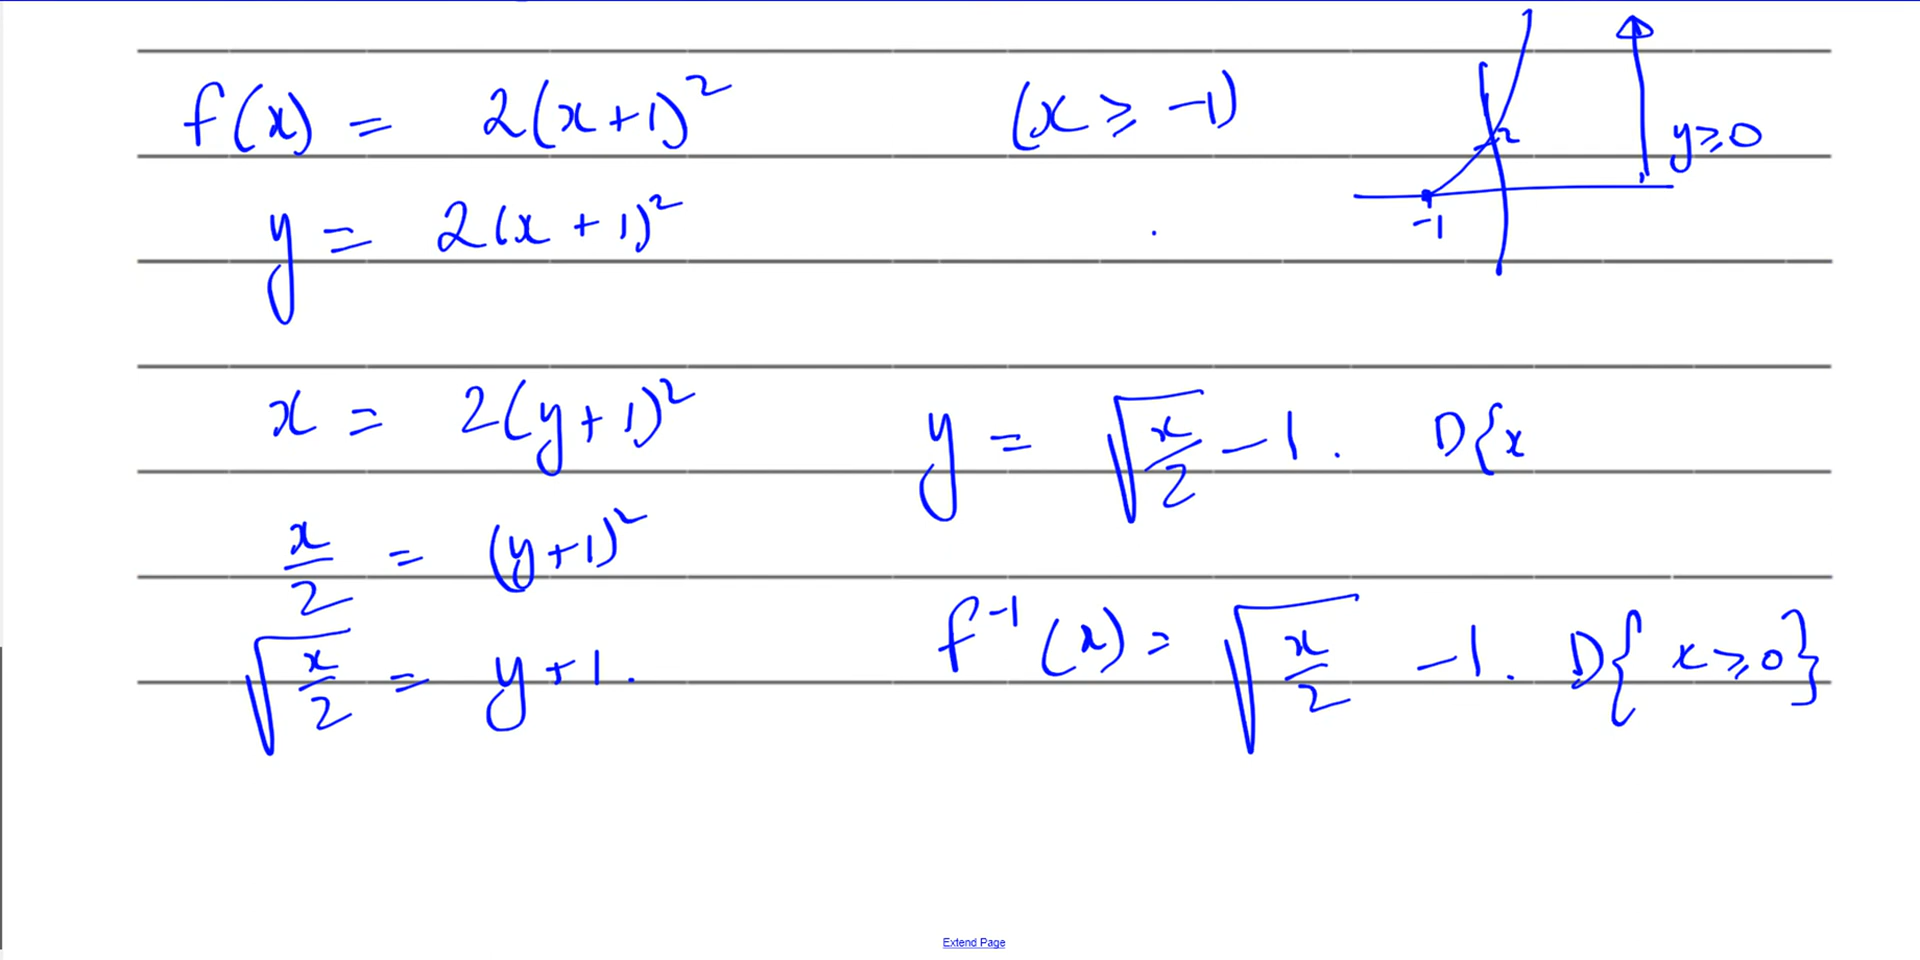 f(x) = 2(x+1)² (x ≥ -1)
2
y ≥ 0
-1
y = 2(x+1)²
x = 2(y+1)²
x/2 = (y+1)²
√(x/2) = y+1.
y = √(x/2) -1. D{x
f⁻¹(x) = √(x/2) -1. D{x ≥ 0}
Extend Page